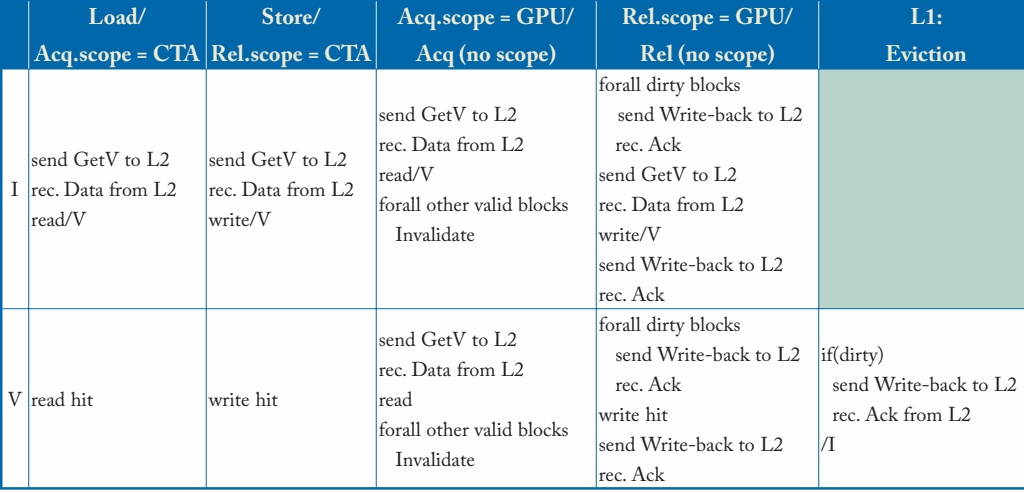 Load/
Acq.scope = CTA
Store/
Rel.scope = CTA
Acq.scope = GPU/
Acq (no scope)
Rel.scope = GPU/
Rel (no scope)
L1:
Eviction
I
send GetV to L2
rec. Data from L2
read/V
send GetV to L2
rec. Data from L2
write/V
send GetV to L2
rec. Data from L2
read/V
forall other valid blocks
Invalidate
forall dirty blocks
send Write-back to L2
rec. Ack
send GetV to L2
rec. Data from L2
write/V
send Write-back to L2
rec. Ack
V
read hit
write hit
send GetV to L2
rec. Data from L2
read
forall other valid blocks
Invalidate
forall dirty blocks
send Write-back to L2
rec. Ack
write hit
send Write-back to L2
rec. Ack
if(dirty)
send Write-back to L2
rec. Ack from L2
/I